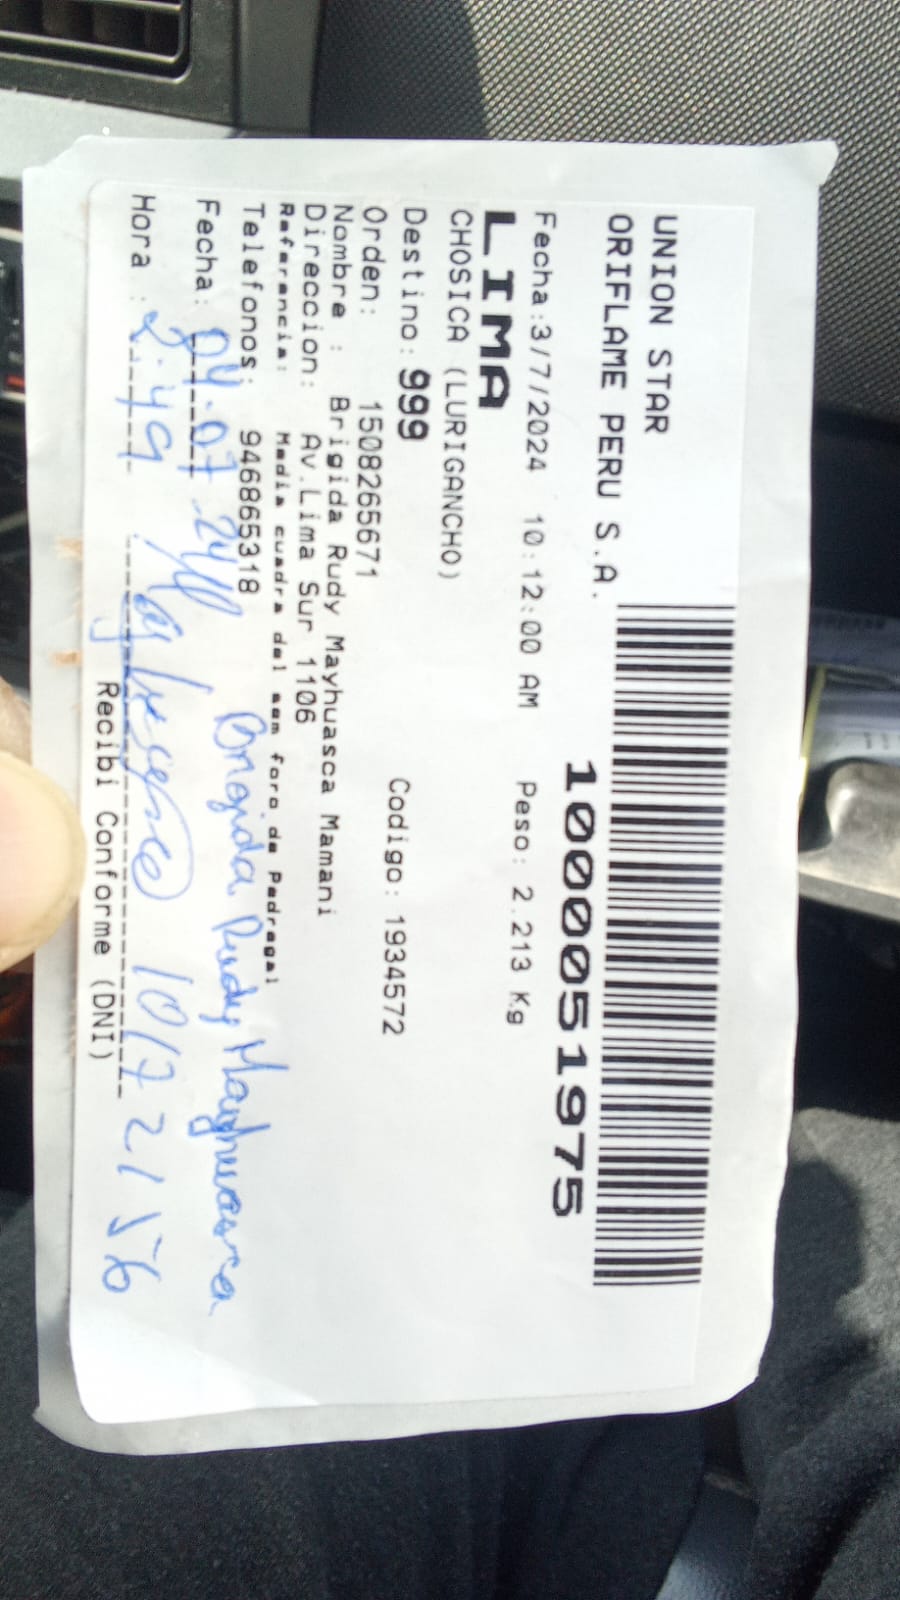 UNION STAR
ORIFLAME PERU S.A.
1000051975
Fecha:3/7/2024 10:12:00 AM Peso: 2.213 Kg
LIMA
CHOSICA (LURIGANCHO)
Destino: 999 Codigo: 1934572
Orden: 1508265671
Nombre : Brigida Rudy Mayhuasca Mamani
Direccion: Av.Lima Sur 1106
Referencia: Media cuadra del sem foro de Pedregal
Telefonos: 946865318
Fecha: 04.07.24 Brigida Rudy Mayhuasca
Hora : 2:49 10172156
Recibi Conforme (DNI)